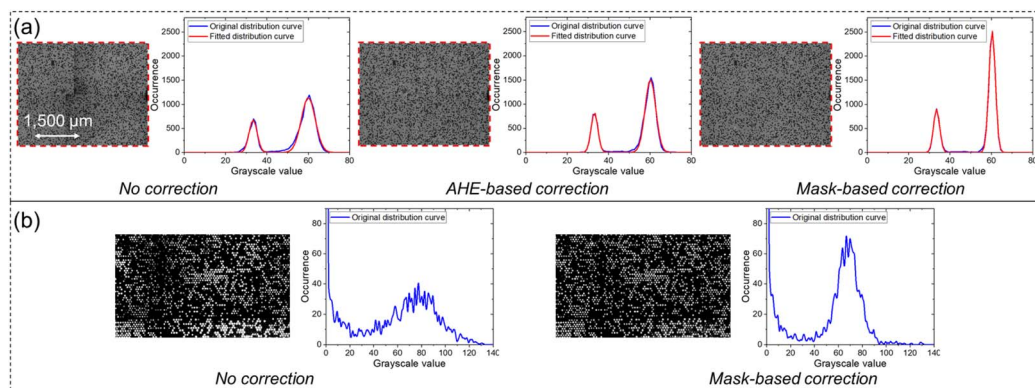 (a)
Original distribution curve
Fitted distribution curve
2500
2000
1500
1000
500
0
Occurrence
0 20 40 60 80
Grayscale value
1,500 µm
No correction
Original distribution curve
Fitted distribution curve
2500
2000
1500
1000
500
0
Occurrence
0 20 40 60 80
Grayscale value
AHE-based correction
Original distribution curve
Fitted distribution curve
2500
2000
1500
1000
500
0
Occurrence
0 20 40 60 80
Grayscale value
Mask-based correction
(b)
Original distribution curve
80
60
40
20
0
Occurrence
0 20 40 60 80 100 120 140
Grayscale value
No correction
Original distribution curve
80
60
40
20
0
Occurrence
0 20 40 60 80 100 120 140
Grayscale value
Mask-based correction